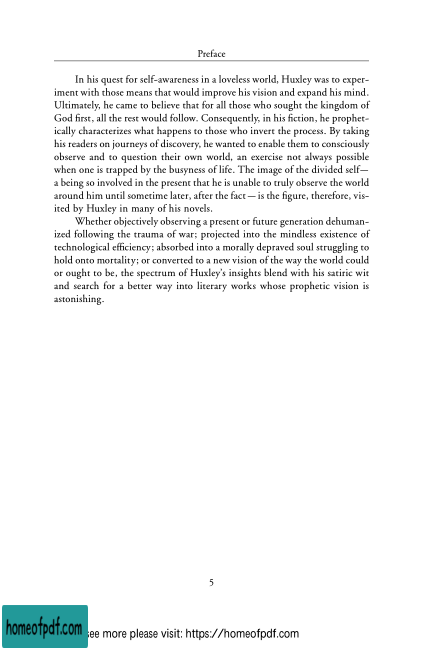 Preface
In his quest for self-awareness in a loveless world, Huxley was to exper-
iment with those means that would improve his vision and expand his mind.
Ultimately, he came to believe that for all those who sought the kingdom of
God first, all the rest would follow. Consequently, in his fiction, he prophet-
ically characterizes what happens to those who invert the process. By taking
his readers on journeys of discovery, he wanted to enable them to consciously
observe and to question their own world, an exercise not always possible
when one is trapped by the busyness of life. The image of the divided self—
a being so involved in the present that he is unable to truly observe the world
around him until sometime later, after the fact — is the figure, therefore, vis-
ited by Huxley in many of his novels.
Whether objectively observing a present or future generation dehuman-
ized following the trauma of war; projected into the mindless existence of
technological efficiency; absorbed into a morally depraved soul struggling to
hold onto mortality; or converted to a new vision of the way the world could
or ought to be, the spectrum of Huxley's insights blend with his satiric wit
and search for a better way into literary works whose prophetic vision is
astonishing.
5
homeofpdf.com
see more please visit: https://homeofpdf.com